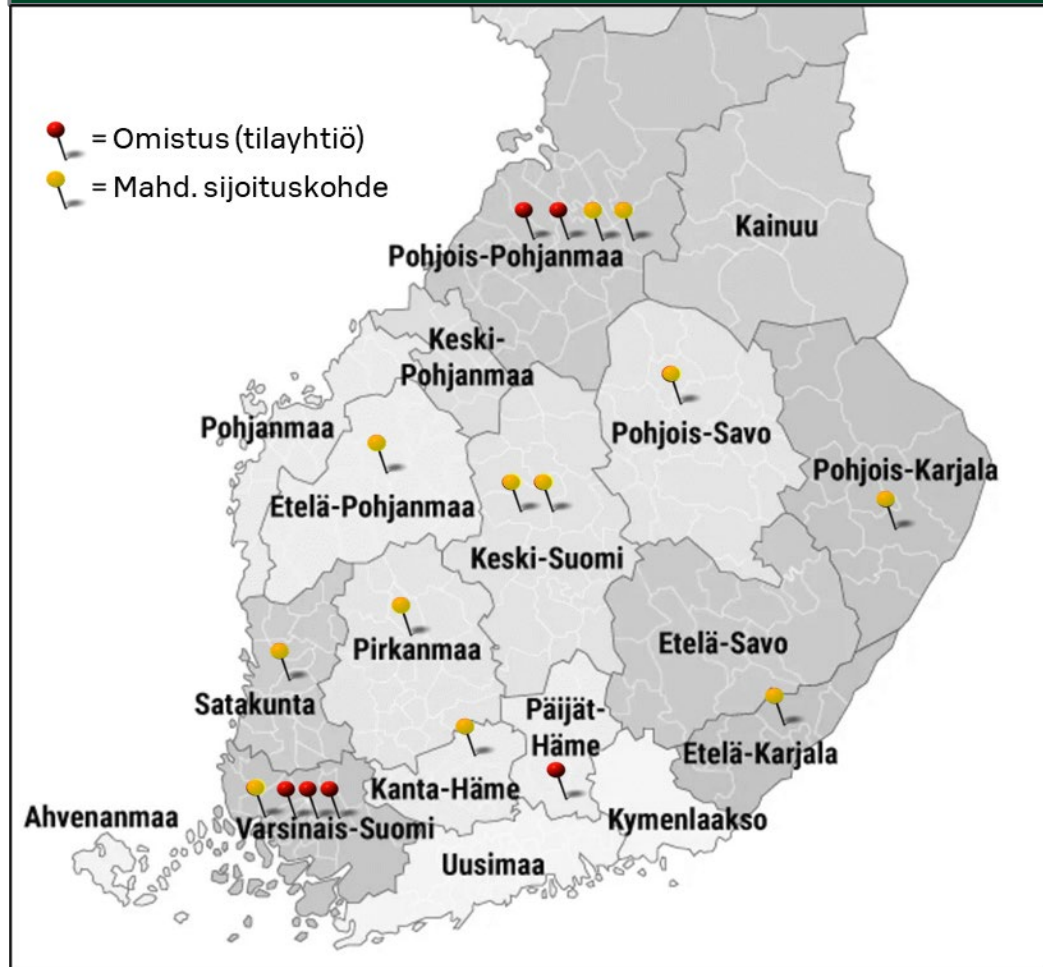 = Omistus (tilayhtiö)
= Mahd. sijoituskohde
Kainuu
Pohjois-Pohjanmaa
Keski-
Pohjanmaa
Pohjanmaa
Pohjois-Savo
Pohjois-Karjala
Etelä-Pohjanmaa
Keski-Suomi
Etelä-Savo
Pirkanmaa
Satakunta
Päijät-
Häme
Etelä-Karjala
Kanta-Häme
Ahvenanmaa
Varsinais-Suomi
Kymenlaakso
Uusimaa